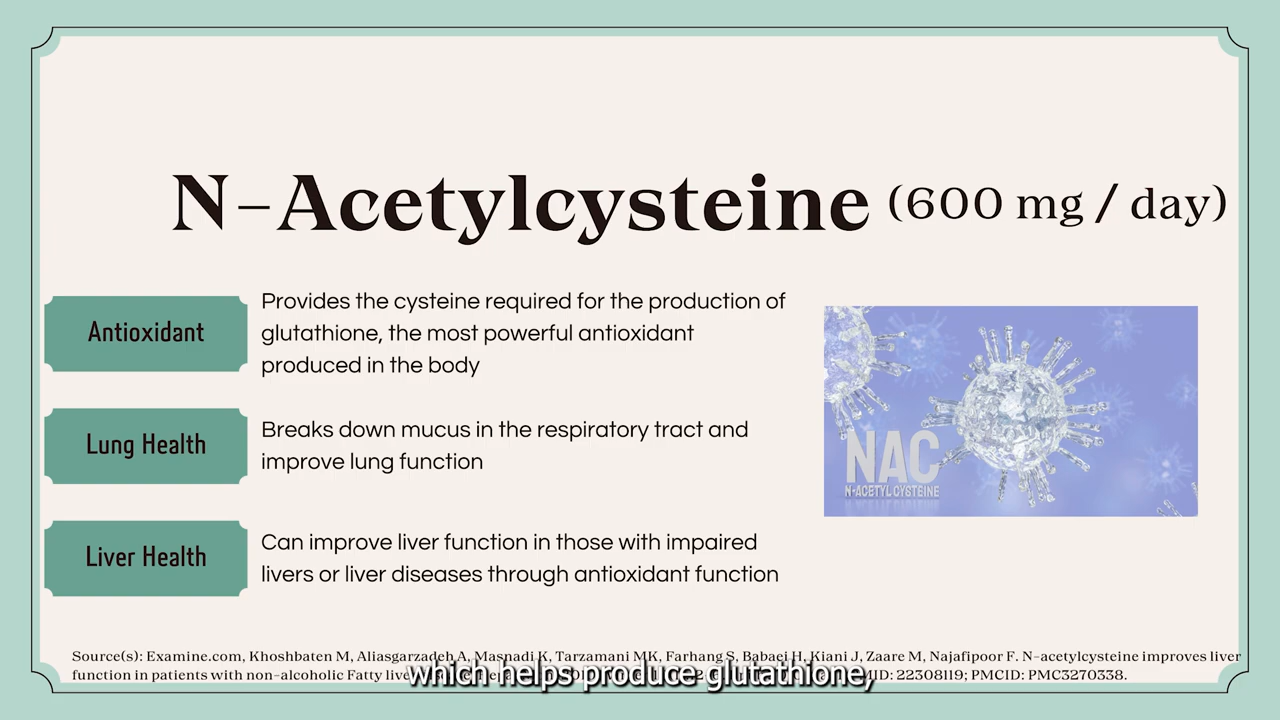 N-Acetylcysteine (600 mg / day)
Antioxidant
Provides the cysteine required for the production of
glutathione, the most powerful antioxidant
produced in the body
Lung Health
Breaks down mucus in the respiratory tract and
improve lung function
Liver Health
Can improve liver function in those with impaired
livers or liver diseases through antioxidant function
NAC
N-ACETYL CYSTEINE
Source(s): Examine.com, Khoshbaten M, Aliasgarzadeh A, Masnadi K, Tarzamani MK, Farhang S, Babaei H, Kiani J, Zaare M, Najafipoor F. N-acetylcysteine improves liver
function in patients with non-alcoholic Fatty 22308119; PMCID: PMC3270338.
which helps produce glutathione,